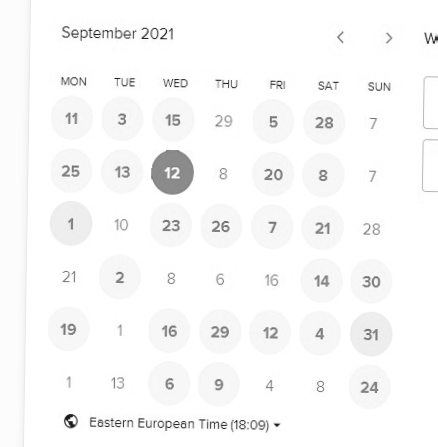 September 2021
MON TUE WED THU FRI SAT SUN
11 3 15 29 5 28 7
25 13 12 8 20 8 7
1 10 23 26 7 21 28
21 2 8 6 16 14 30
19 1 16 29 12 4 31
1 13 6 9 4 8 24
Eastern European Time (18:09)